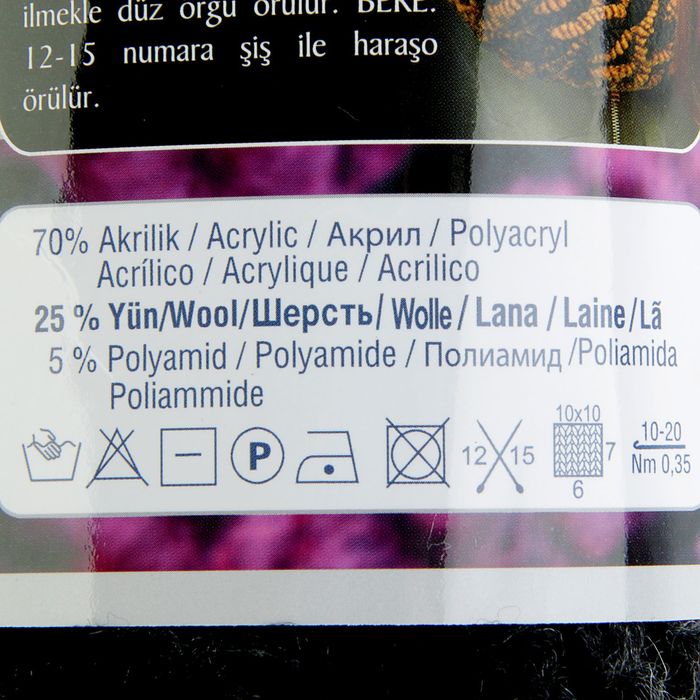 ilmekle düz örgü örülür. BERE:
12-15 numara şiş ile haraşo
örülür.
70% Akrilik / Acrylic / Акрил / Polyacryl
Acrílico / Acrylique / Acrilico
25 % Yün/Wool/Шерсть/ Wolle / Lana / Laine/Lã
5 % Polyamid / Polyamide / Полиамид /Poliamida
Poliammide
P
12 15
10x10
7
6
10-20
Nm 0,35